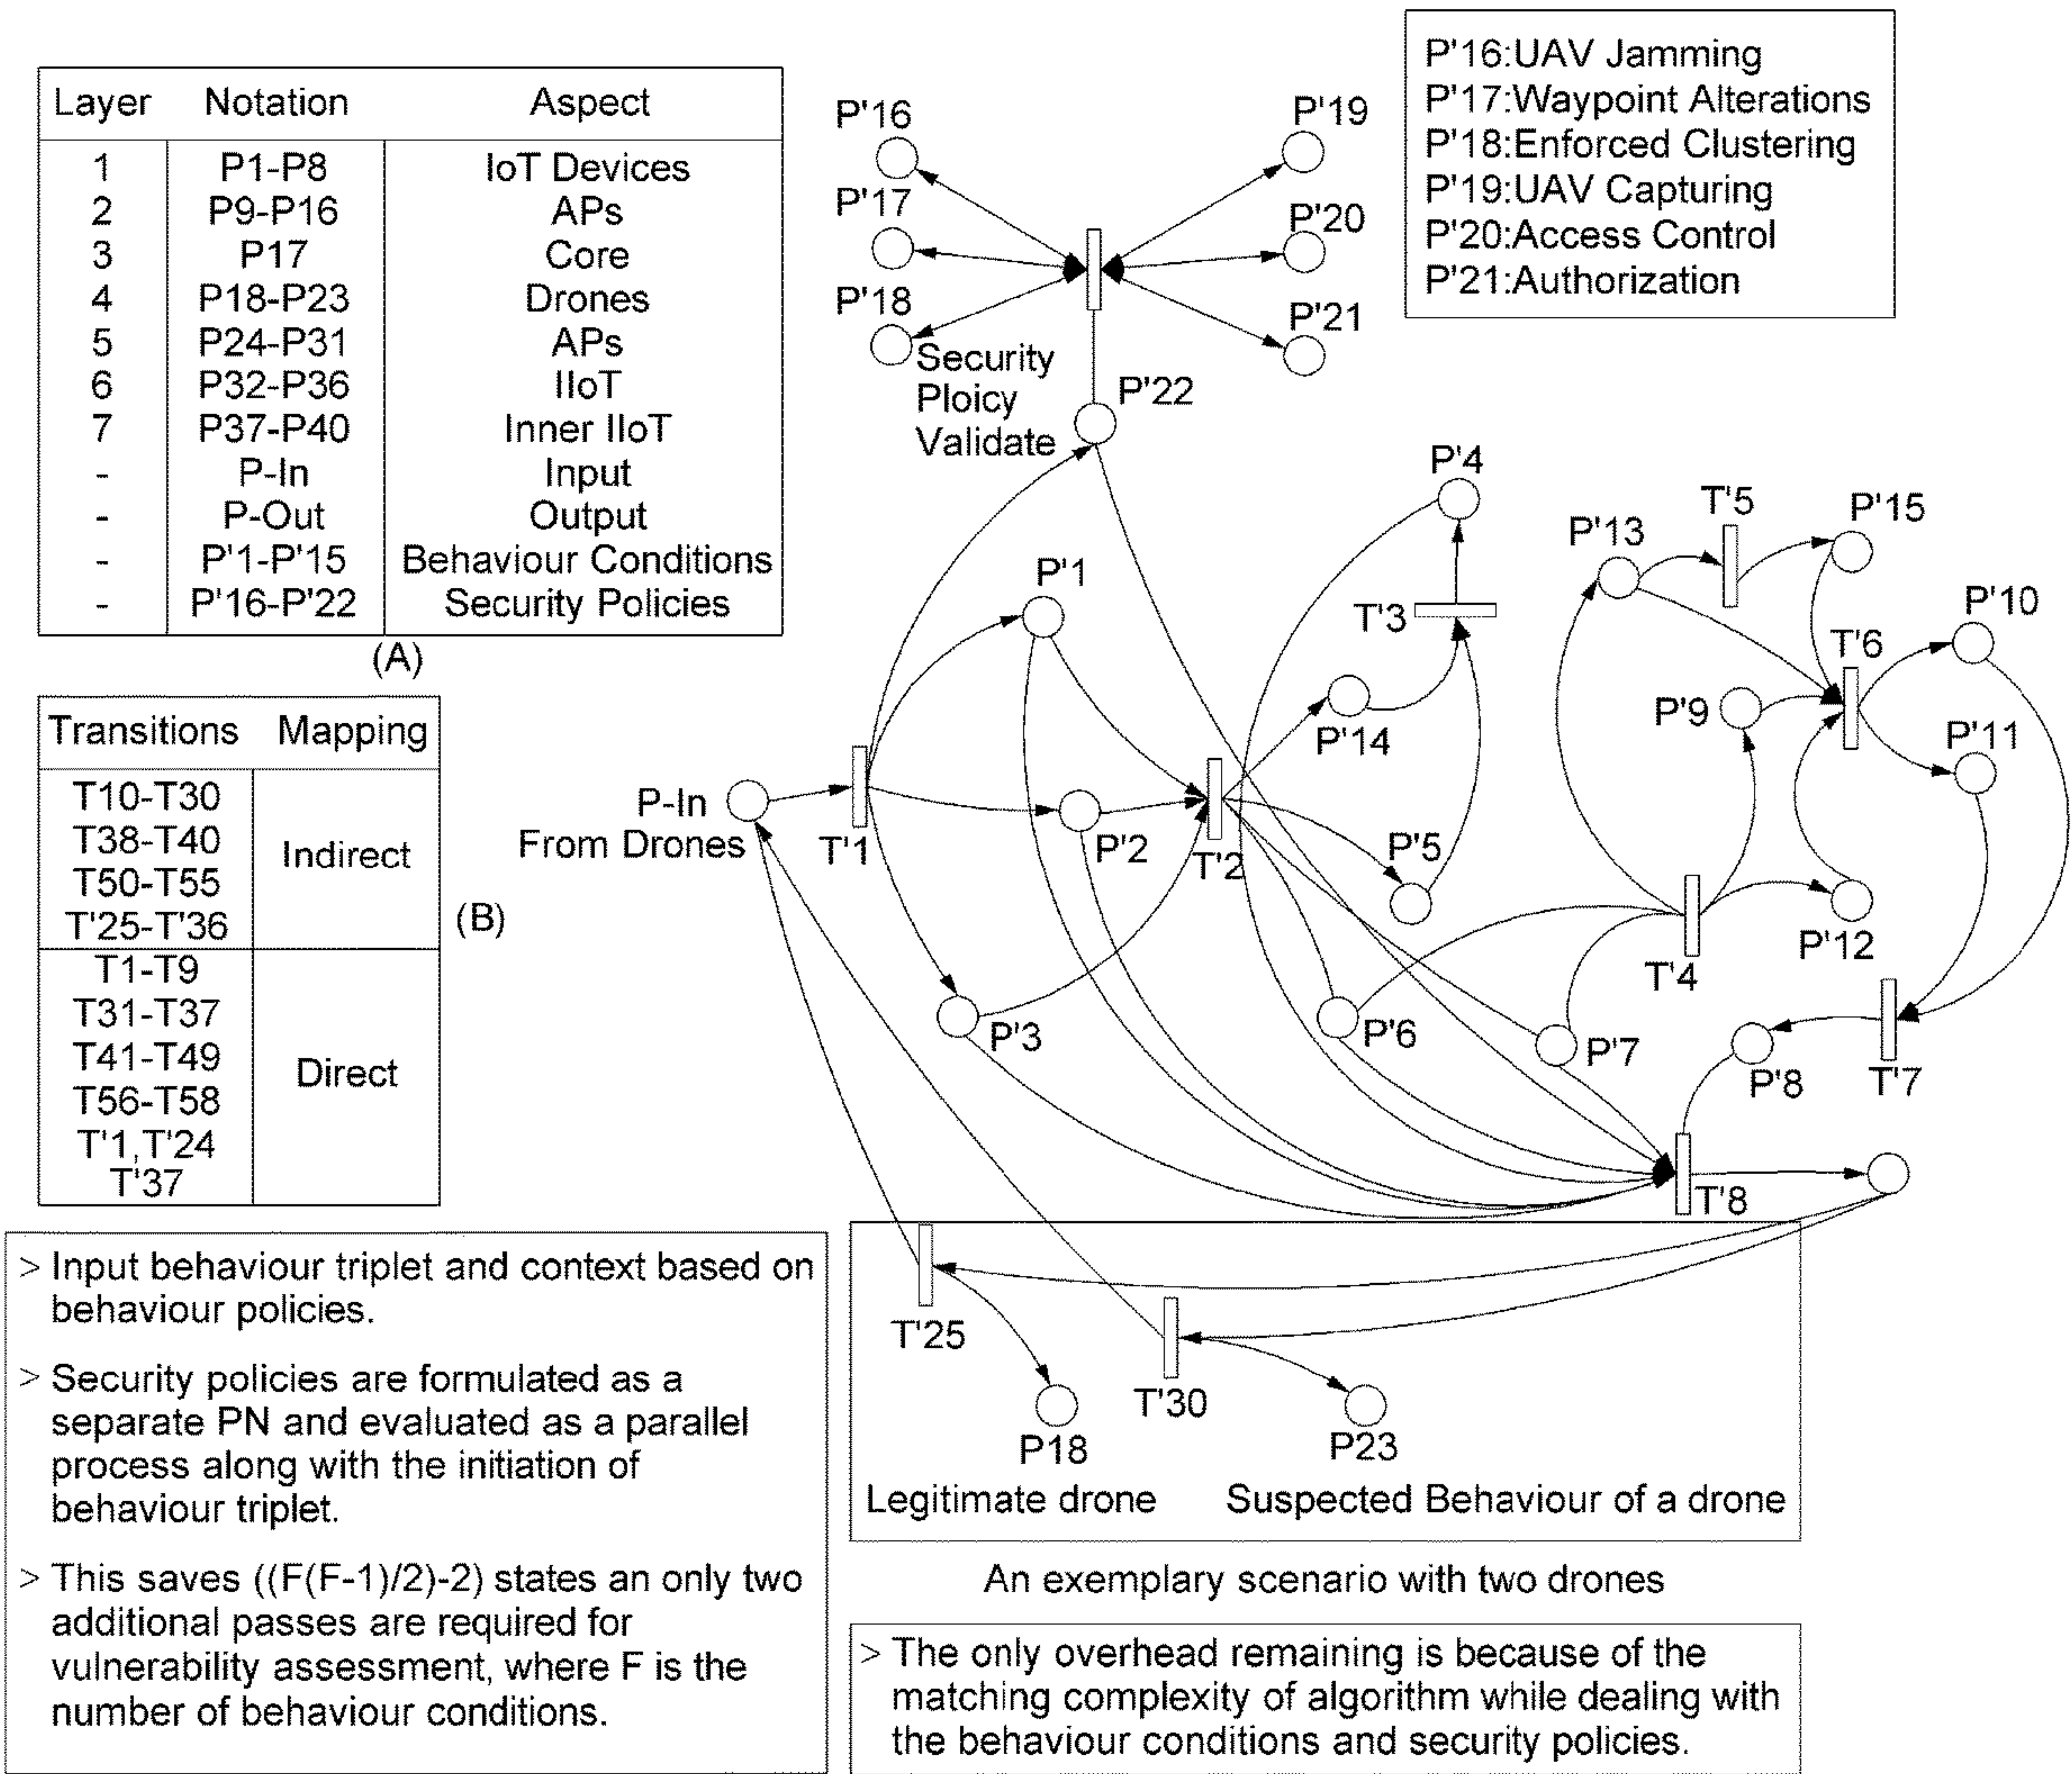 Layer Notation Aspect
1 P1-P8 IoT Devices
2 P9-P16 APs
3 P17 Core
4 P18-P23 Drones
5 P24-P31 APs
6 P32-P36 IIoT
7 P37-P40 Inner IIoT
- P-In Input
- P-Out Output
- P'1-P'15 Behaviour Conditions
- P'16-P'22 Security Policies
(A)
Transitions Mapping
T10-T30
T38-T40
Indirect
T50-T55
T'25-T'36
T1-T9
T31-T37
T41-T49
Direct
T56-T58
T'1,T'24
T'37
(B)
P'16:UAV Jamming
P'17:Waypoint Alterations
P'18:Enforced Clustering
P'19:UAV Capturing
P'20:Access Control
P'21:Authorization
P'16
P'19
P'17
P'20
P'18
P'21
Security
Ploicy
Validate
P'22
P'4
T'5
P'15
P'13
P'1
P'10
T'3
T'6
P'9
P'14
P'11
P-In
From Drones
T'1
P'2
T'2
P'5
P'12
T'4
P'3
P'6
P'7
P'8
T'7
T'8
T'25
T'30
P18
P23
Legitimate drone
Suspected Behaviour of a drone
An exemplary scenario with two drones
> Input behaviour triplet and context based on
behaviour policies.
> Security policies are formulated as a
separate PN and evaluated as a parallel
process along with the initiation of
behaviour triplet.
> This saves ((F(F-1)/2)-2) states an only two
additional passes are required for
vulnerability assessment, where F is the
number of behaviour conditions.
> The only overhead remaining is because of the
matching complexity of algorithm while dealing with
the behaviour conditions and security policies.